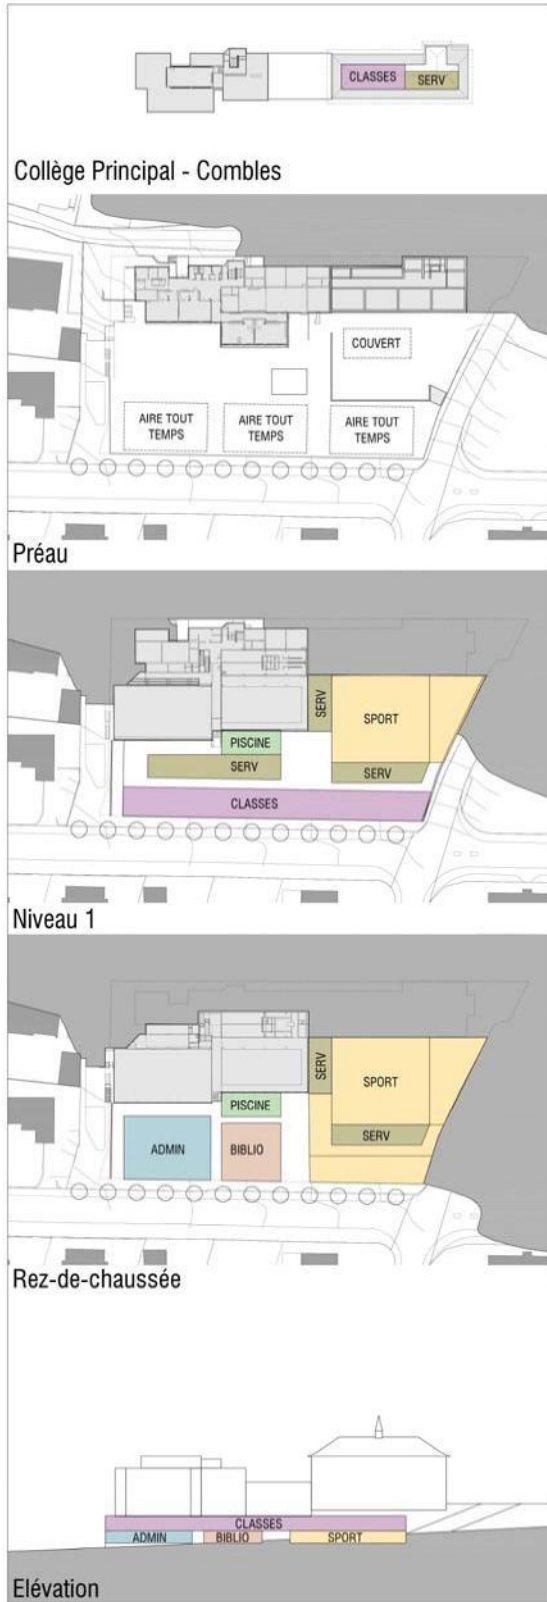 CLASSES
SERV
Collège Principal - Combles
COUVERT
AIRE TOUT
TEMPS
AIRE TOUT
TEMPS
AIRE TOUT
TEMPS
Préau
SERV
SPORT
PISCINE
SERV
SERV
CLASSES
Niveau 1
SERV
SPORT
PISCINE
SERV
ADMIN
BIBLIO
Rez-de-chaussée
CLASSES
ADMIN
BIBLIO
SPORT
Elévation